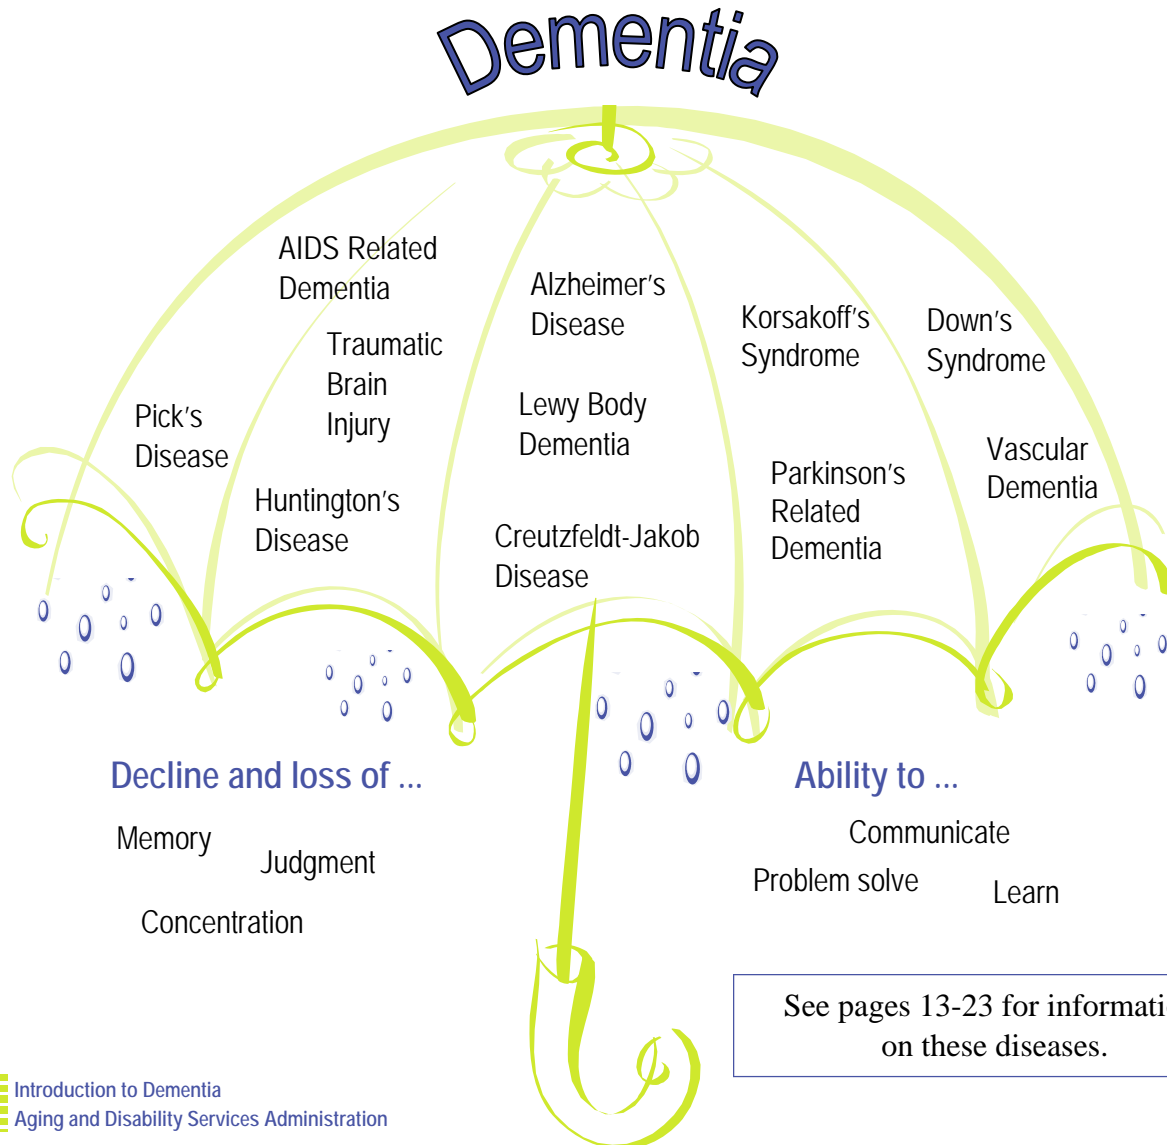 Dementia
AIDS Related
Dementia
Alzheimer's
Disease
Korsakoff's
Syndrome
Down's
Syndrome
Traumatic
Brain
Injury
Pick's
Disease
Lewy Body
Dementia
Vascular
Dementia
Huntington's
Disease
Parkinson's
Related
Dementia
Creutzfeldt-Jakob
Disease
Decline and loss of ...
Memory
Judgment
Concentration
Ability to ...
Communicate
Problem solve
Learn
See pages 13-23 for informati
on these diseases.
Introduction to Dementia
Aging and Disability Services Administration